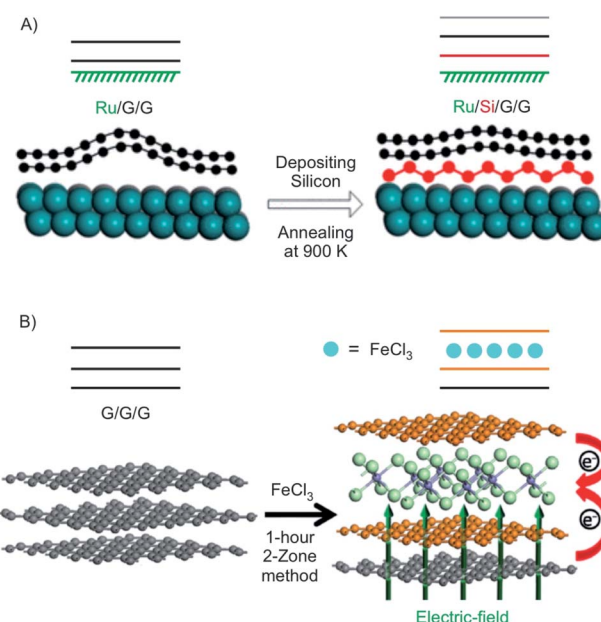 A)
Ru/G/G
Ru/Si/G/G
Depositing
Silicon
Annealing
at 900 K
B)
= FeCl₃
G/G/G
FeCl₃
1-hour
2-Zone
method
e⁻
e⁻
Electric-field